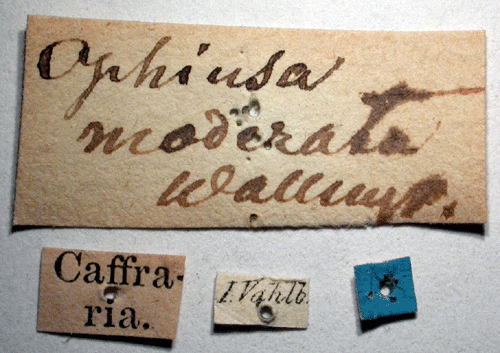 Ophiusa
moderata
Wallengr.
Caffra-
ria.
J. Wahlb.